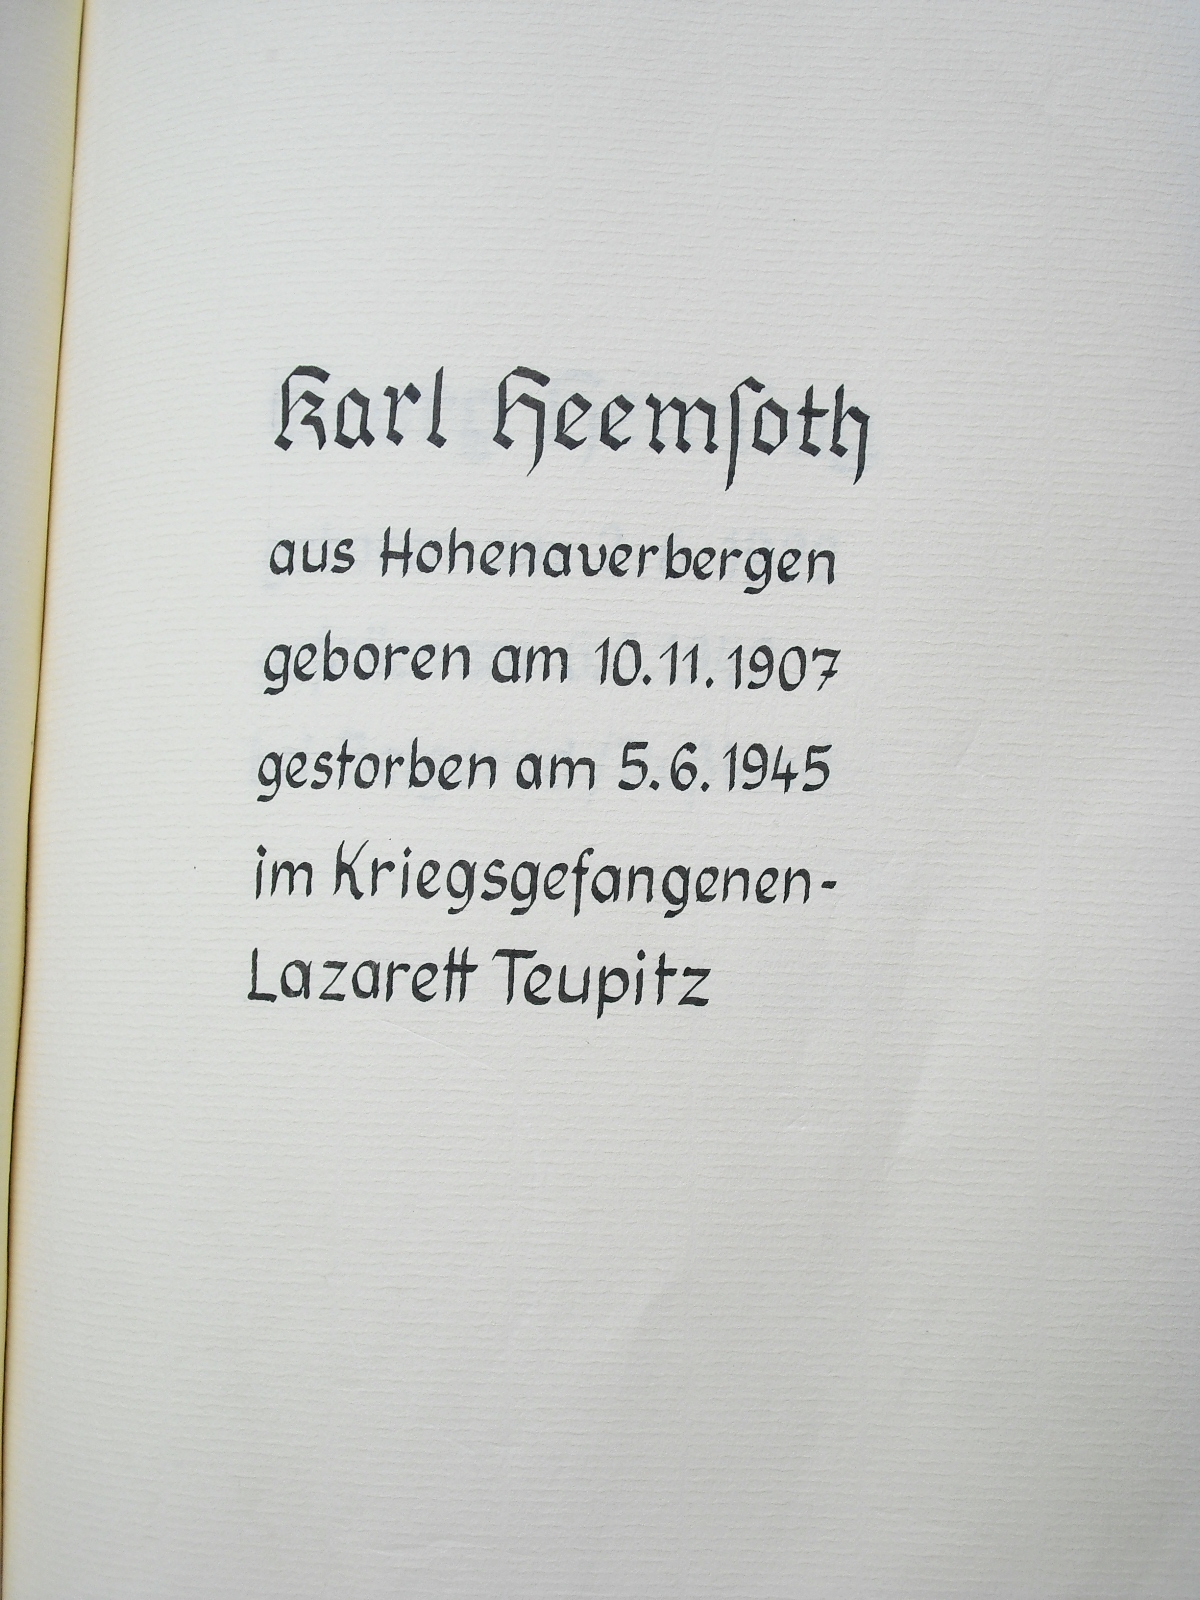 Karl Heemſoth
aus Hohenaverbergen
geboren am 10.11.1907
gestorben am 5.6.1945
im Kriegsgefangenen-
Lazarett Teupitz